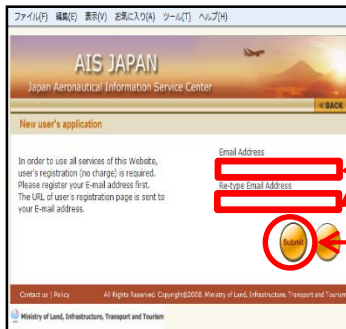 ファイル(F) 編集(E) 表示(V) お気に入り(A) ツール(T) ヘルプ(H)
AIS JAPAN
Japan Aeronautical Information Service Center
« BACK
New user's application
In order to use all services of this Website,
user's registration (no charge) is required.
Please register your E-mail address first.
The URL of user's registration page is sent to
your E-mail address.
Email Address
Re-type Email Address
Submit
Contact us | Policy All Rights Reserved. Copyright©2008. Ministry of Land, Infrastructure, Transport and Tourism
Ministry of Land, Infrastructure, Transport and Tourism